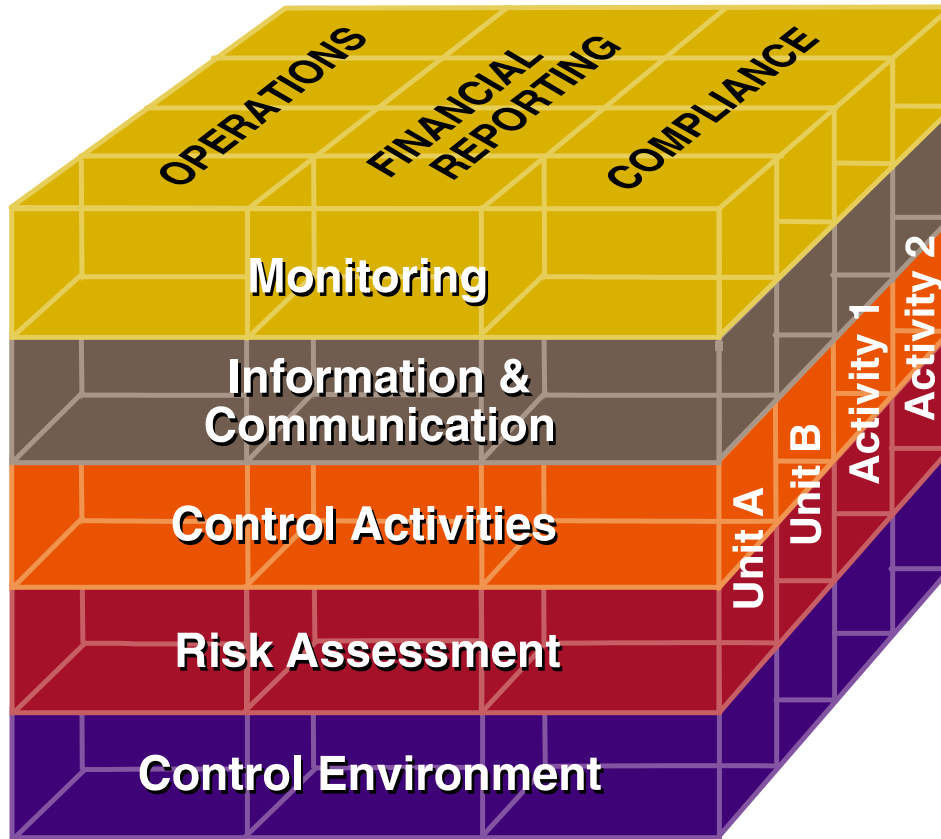 OPERATIONS
FINANCIAL
REPORTING
COMPLIANCE
Monitoring
Information &
Communication
Control Activities
Risk Assessment
Control Environment
Unit A
Unit B
Activity 1
Activity 2